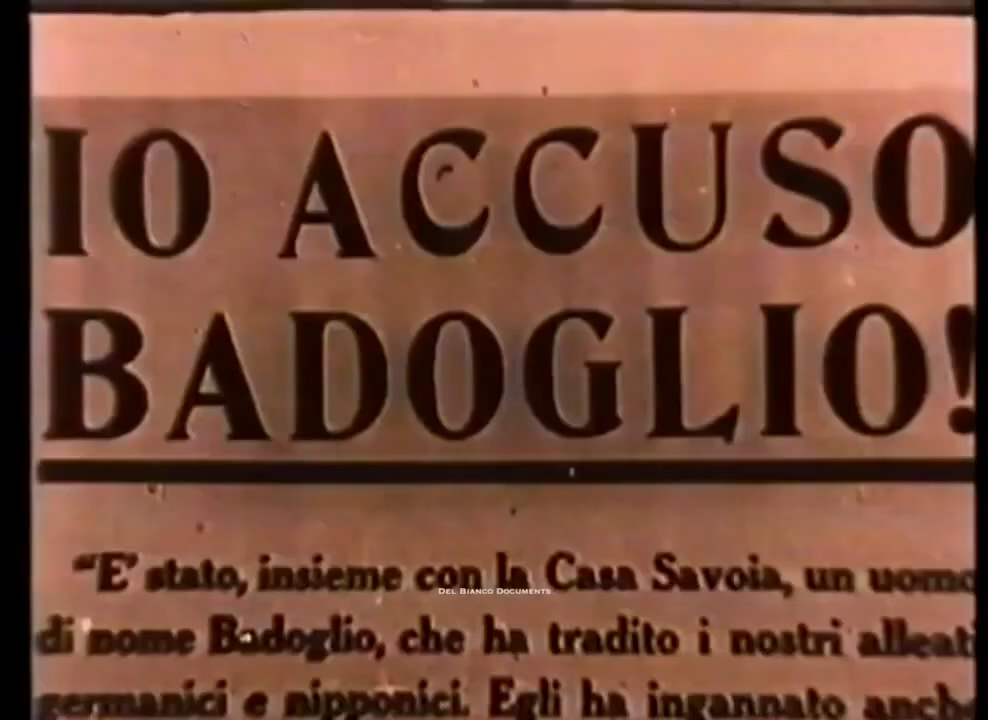 IO ACCUSO
BADOGLIO!
"E' stato, insieme con la Casa Savoia, un uomo
DEL BIANCO DOCUMENTS
di nome Badoglio, che ha tradito i nostri alleati
germanici e nipponici. Egli ha ingannato anche